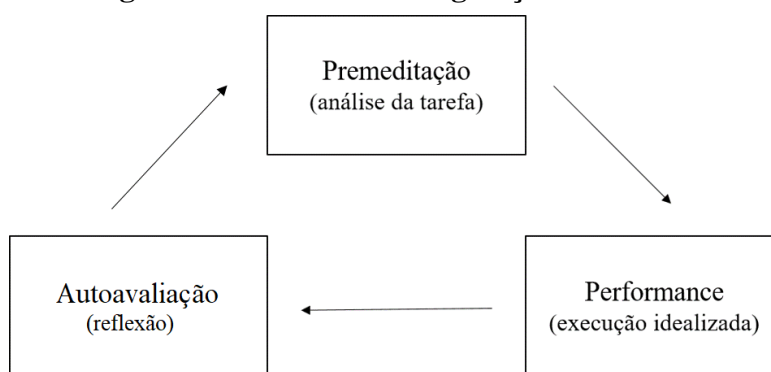 Premeditação
(análise da tarefa)
Autoavaliação
(reflexão)
Performance
(execução idealizada)